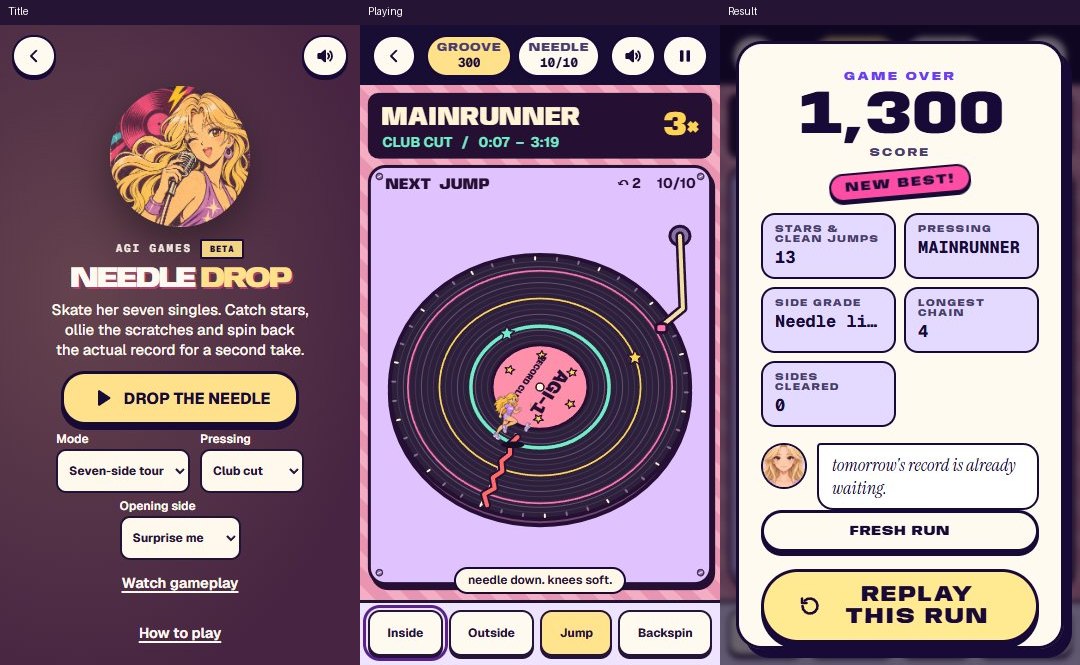 Title
AGI GAMES BETA
NEEDLE DROP
Skate her seven singles. Catch stars,
ollie the scratches and spin back
the actual record for a second take.
DROP THE NEEDLE
Mode Pressing
Seven-side tour Club cut
Opening side
Surprise me
Watch gameplay
How to play
Playing
GROOVE
300
NEEDLE
10/10
MAINRUNNER
CLUB CUT / 0:07 – 3:19
3×
NEXT JUMP
2 10/10
AGI-1
needle down. knees soft.
Inside Outside Jump Backspin
Result
GAME OVER
1,300
SCORE
NEW BEST!
STARS &
CLEAN JUMPS
13
PRESSING
MAINRUNNER
SIDE GRADE
Needle li…
LONGEST
CHAIN
4
SIDES
CLEARED
0
tomorrow's record is already
waiting.
FRESH RUN
REPLAY
THIS RUN